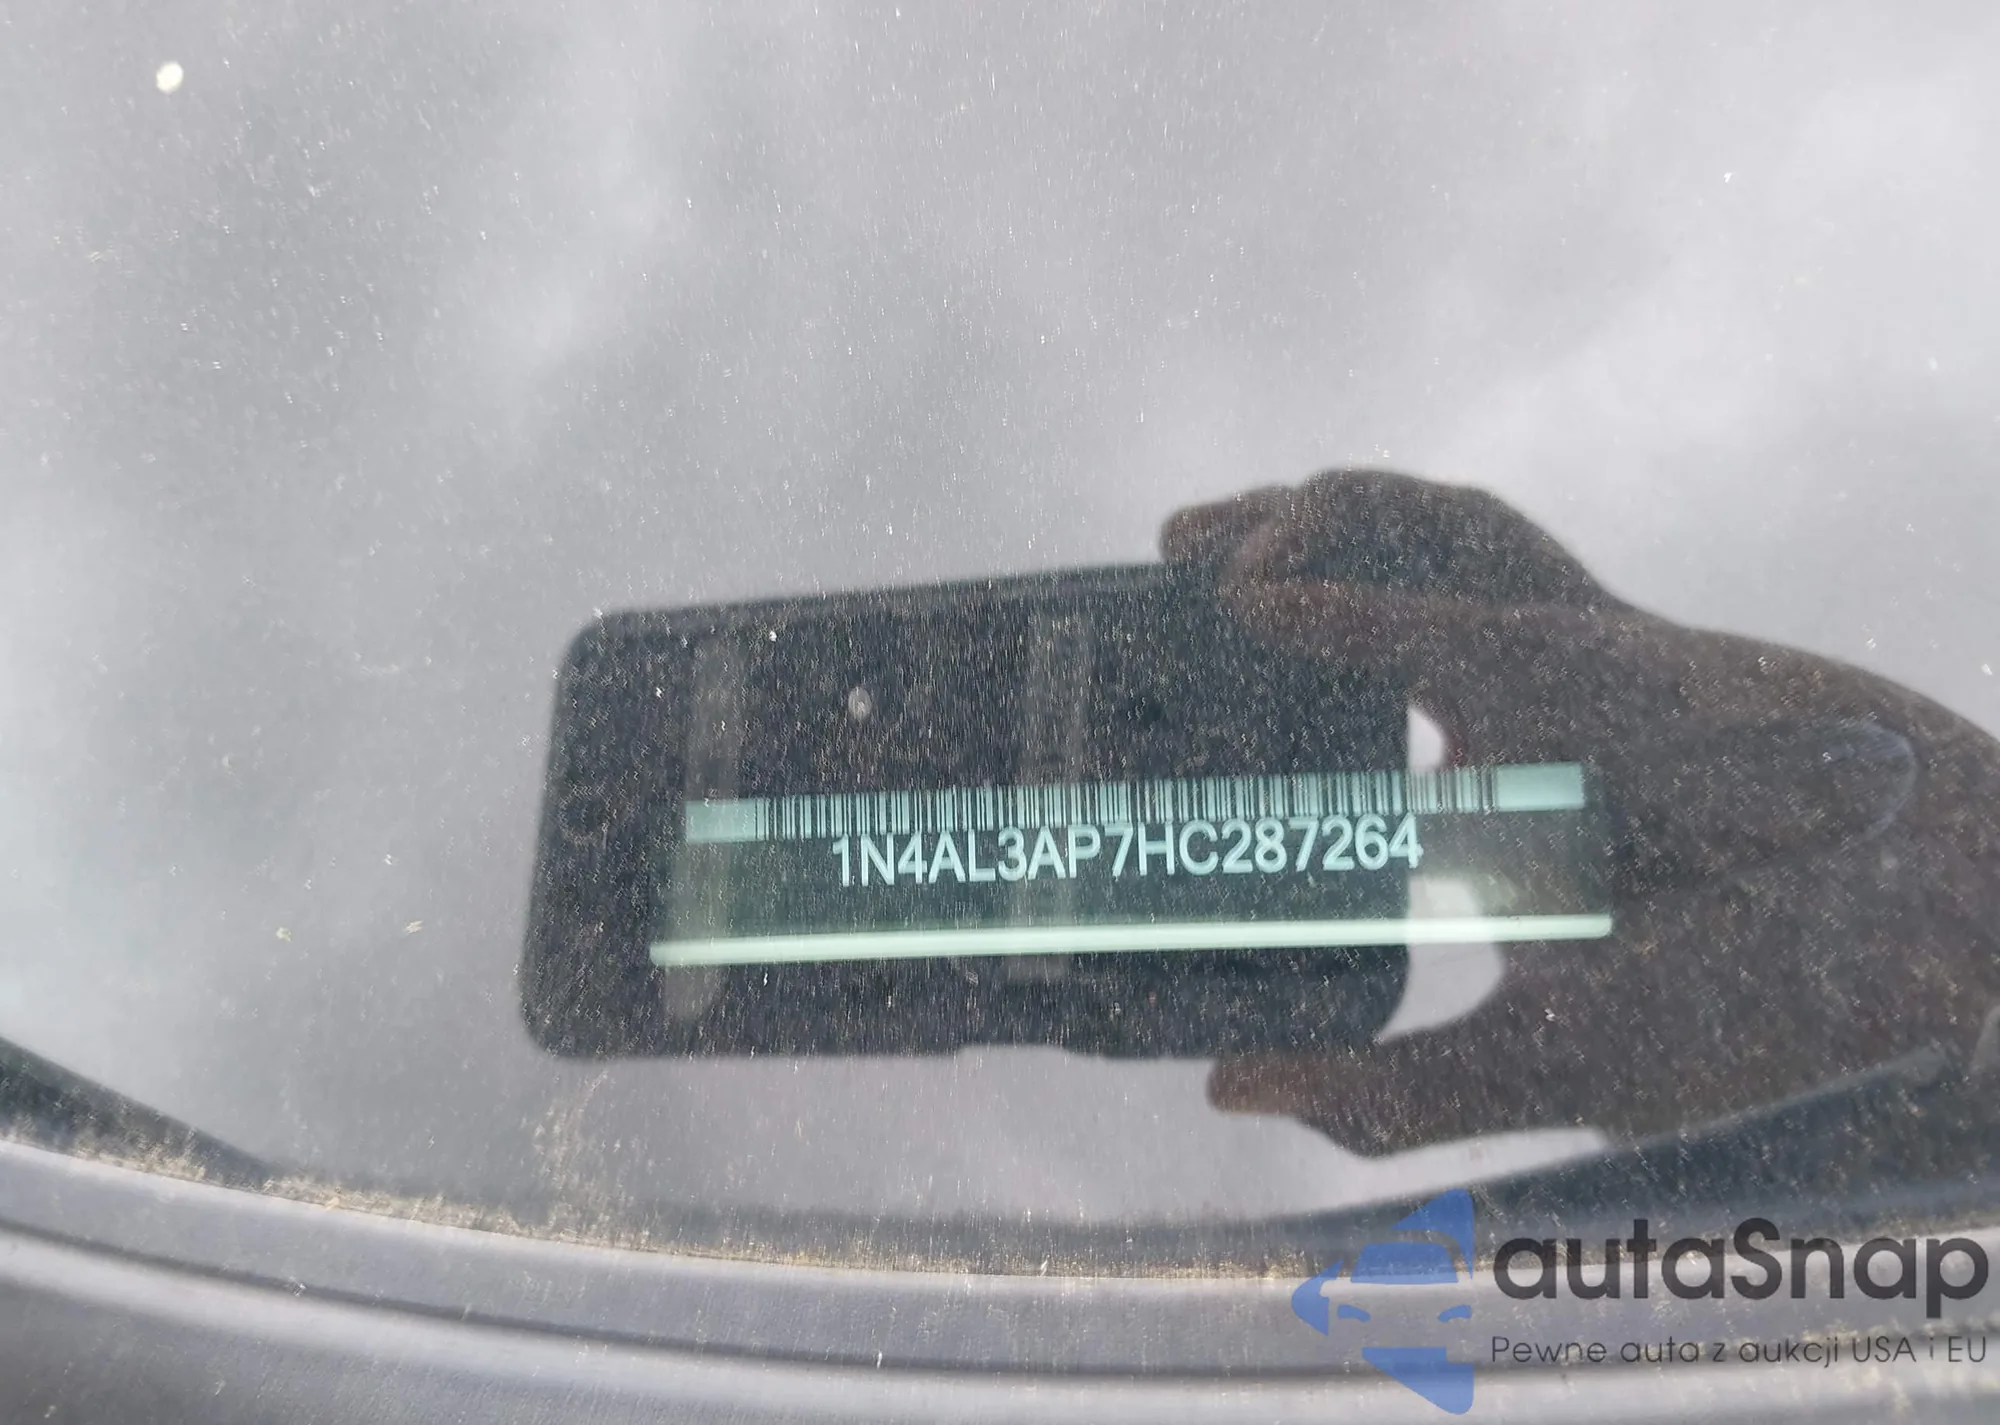 1N4AL3AP7HC287264
autaSnap
Pewne auta z aukcji USA i EU